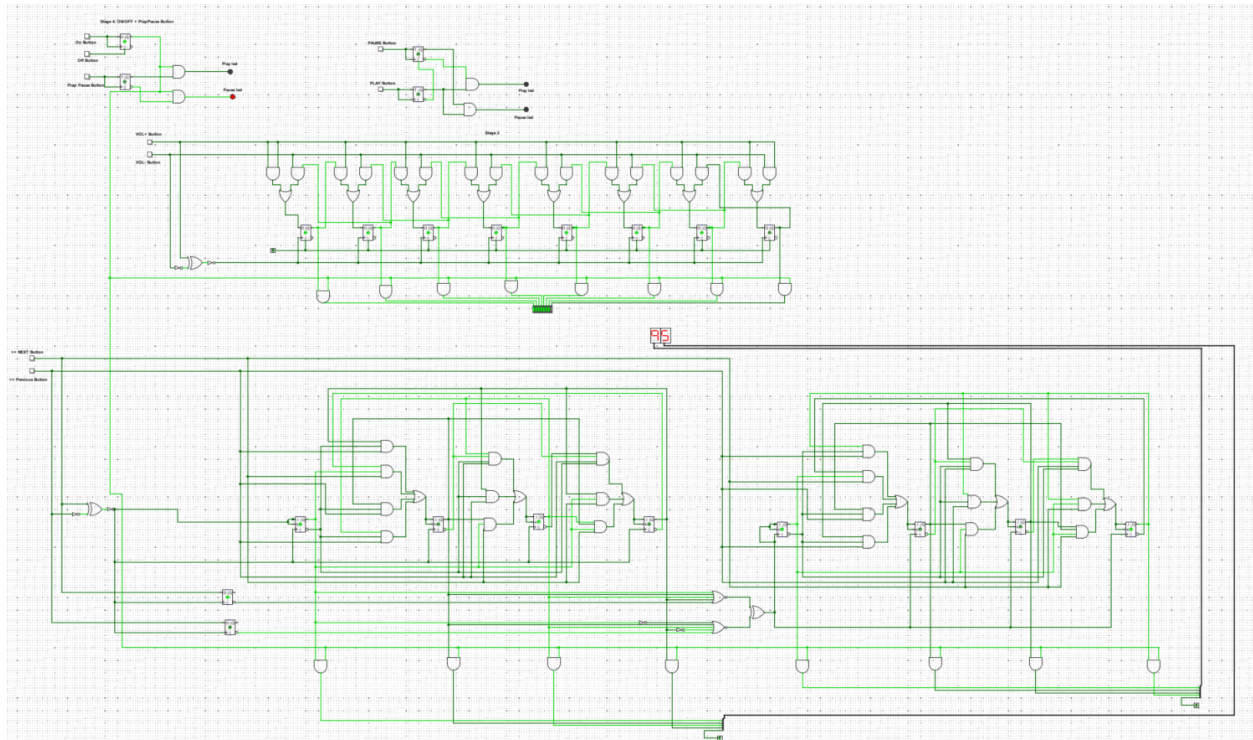 Stage 4: ON/OFF + Play/Pause Button
On Button
Off Button
Play led
Play/ Pause Button
Pause led
PAUSE Button
PLAY Button
Play led
Pause led
VOL+ Button
Stage 2
VOL- Button
95
>> NEXT Button
<< Previous Button